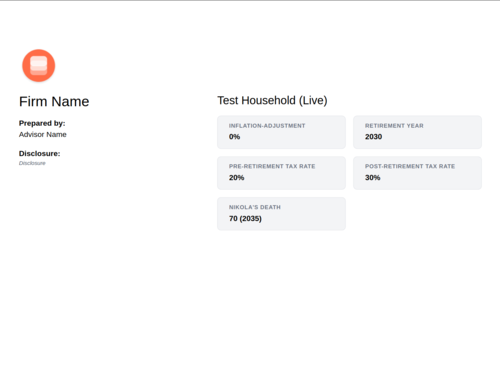 Firm Name
Prepared by:
Advisor Name
Disclosure:
Disclosure
Test Household (Live)
INFLATION-ADJUSTMENT
0%
RETIREMENT YEAR
2030
PRE-RETIREMENT TAX RATE
20%
POST-RETIREMENT TAX RATE
30%
NIKOLA'S DEATH
70 (2035)